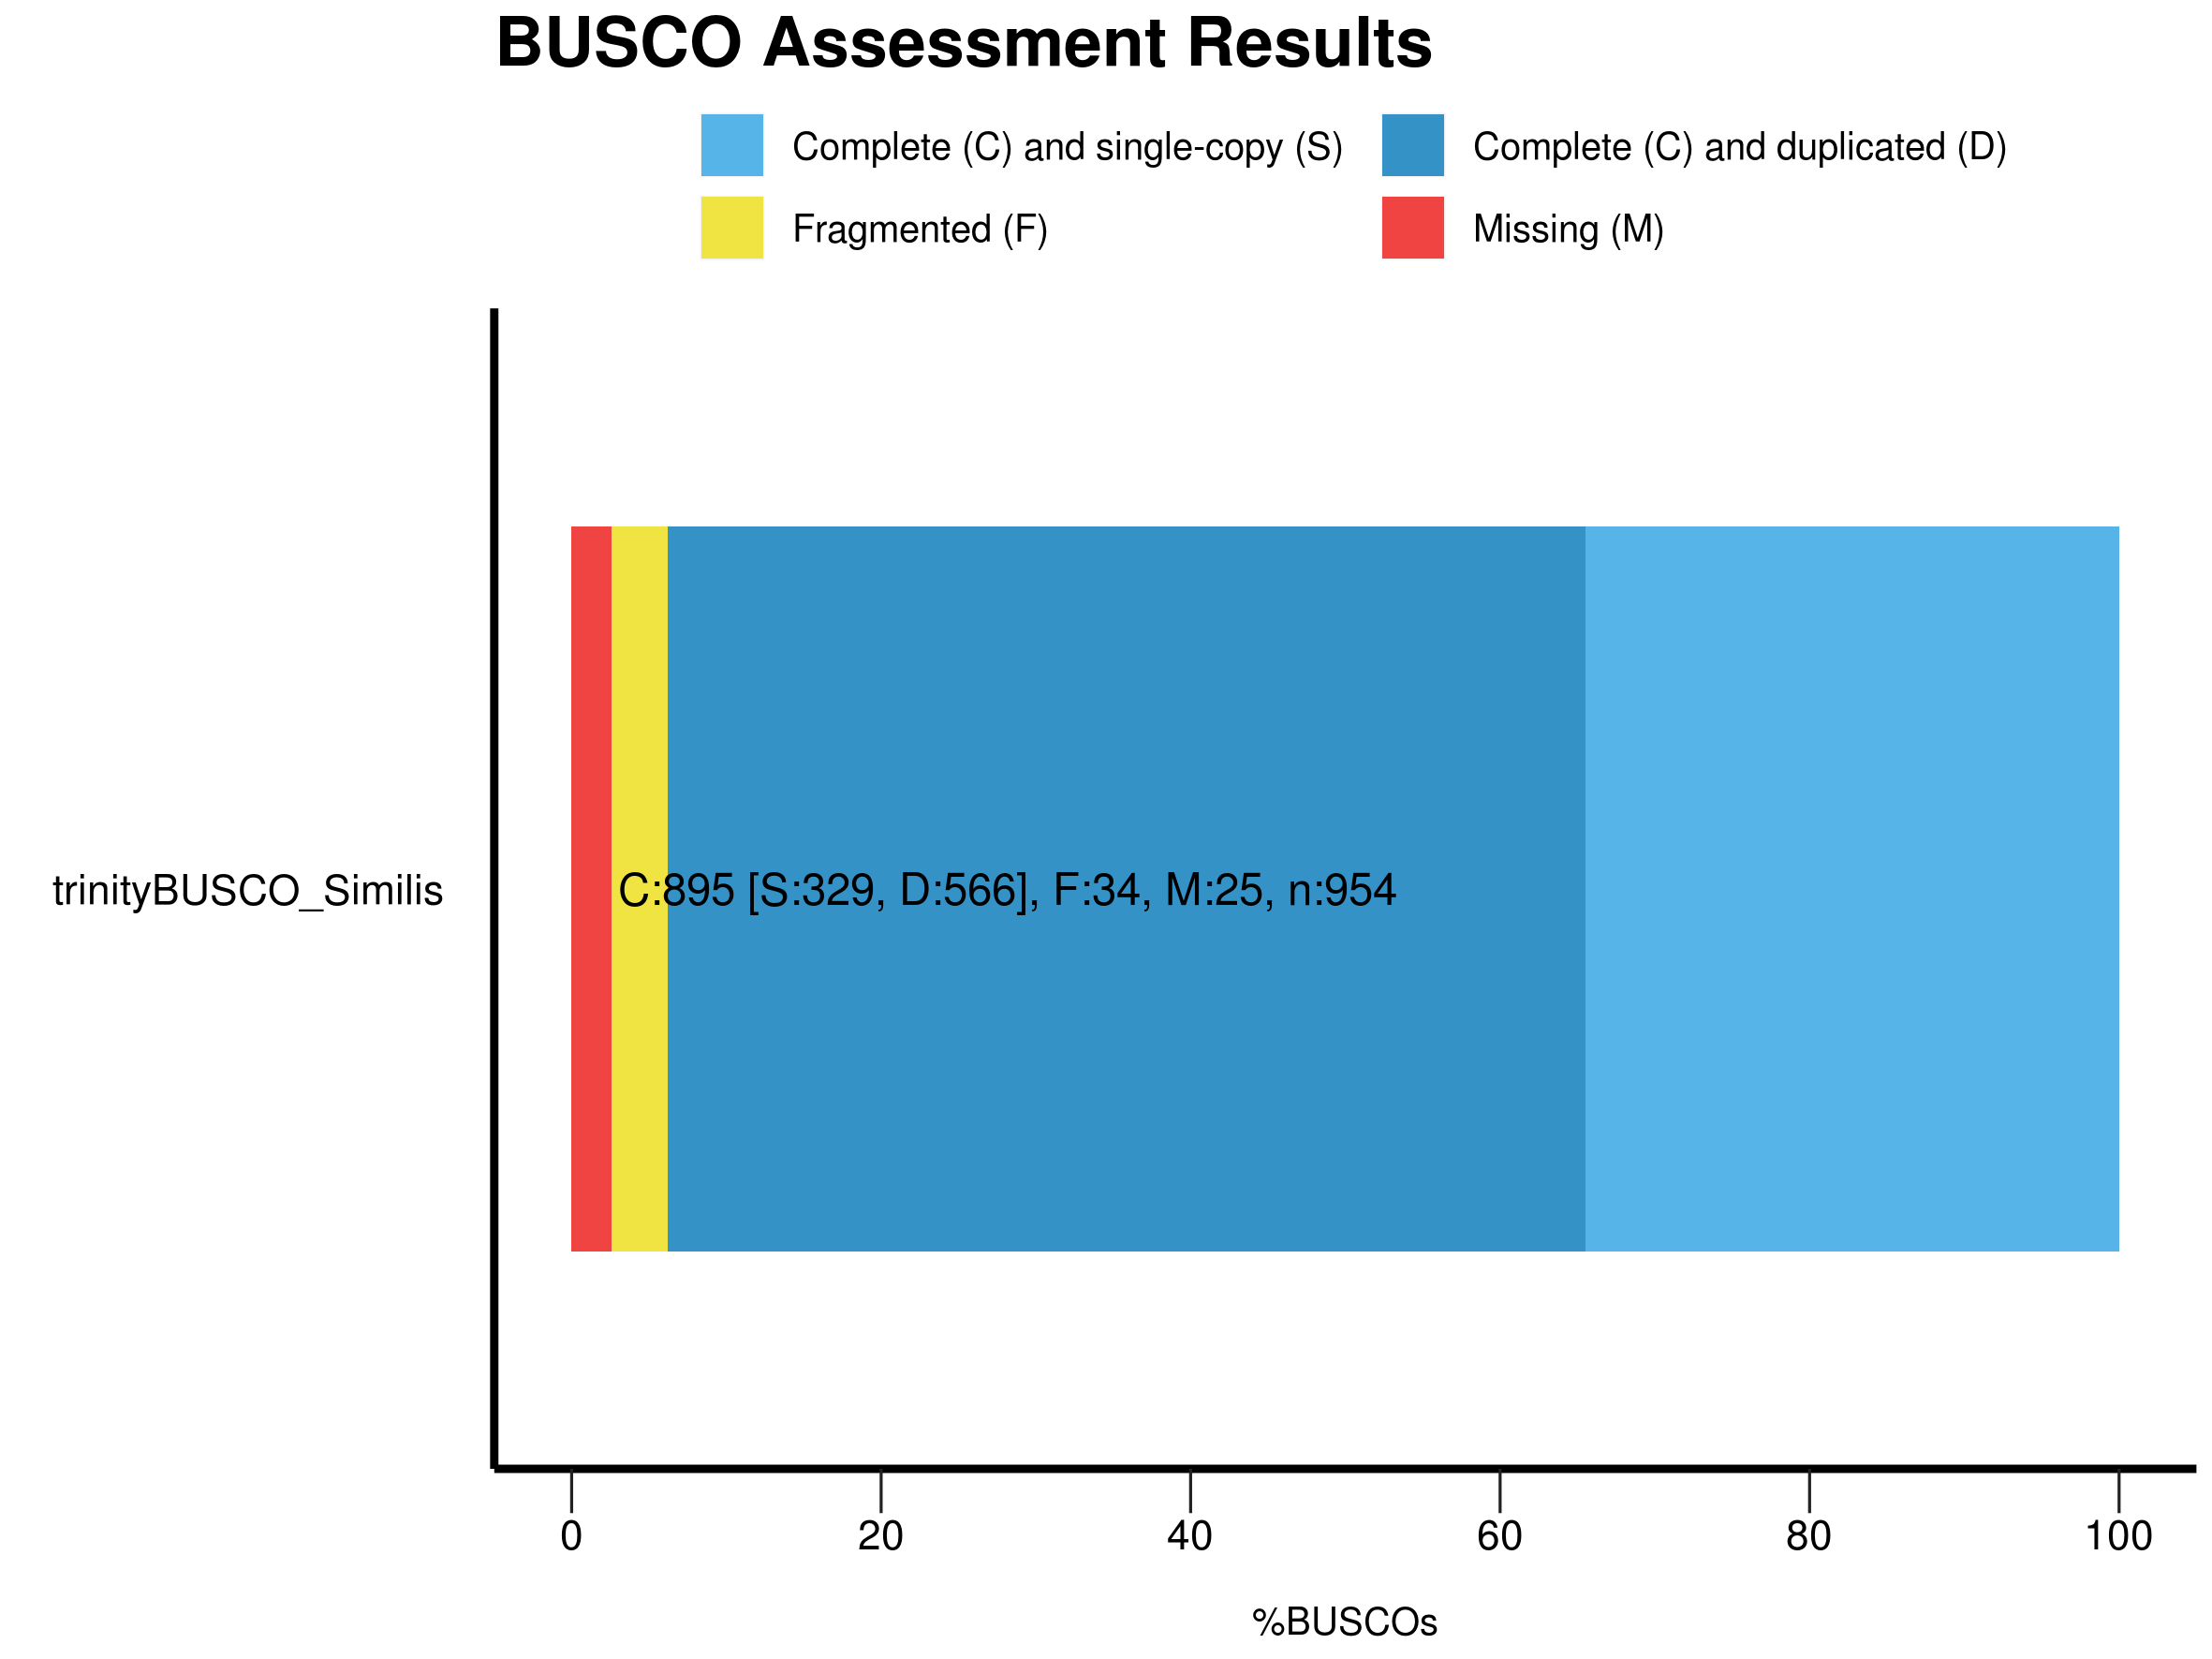 BUSCO Assessment Results
Complete (C) and single-copy (S)
Complete (C) and duplicated (D)
Fragmented (F)
Missing (M)
trinityBUSCO_Similis
C:895 [S:329, D:566], F:34, M:25, n:954
0
20
40
60
80
100
%BUSCOs